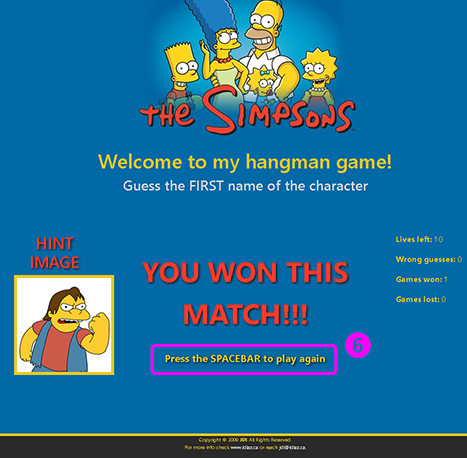 the SIMPSONS
Welcome to my hangman game!
Guess the FIRST name of the character
HINT
IMAGE
YOU WON THIS
MATCH!!!
Press the SPACEBAR to play again
6
Lives left: 10
Wrong guesses: 0
Games won: 1
Games lost: 0
Copyright © 2009 JDI. All Rights Reserved.
For more info check www.jdiaz.ca or reach jdi@jdiaz.ca.